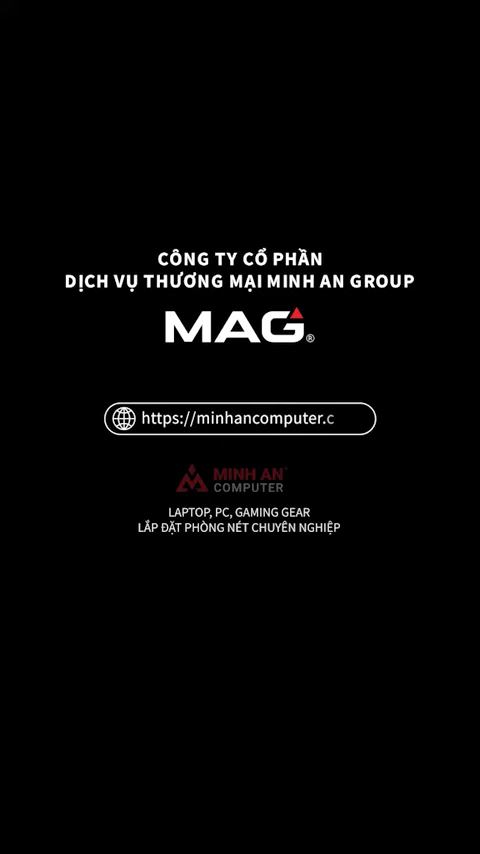 CÔNG TY CỔ PHẦN
DỊCH VỤ THƯƠNG MẠI MINH AN GROUP
MAG®
https://minhancomputer.c
MINH AN™
COMPUTER
LAPTOP, PC, GAMING GEAR
LẮP ĐẶT PHÒNG NÉT CHUYÊN NGHIỆP